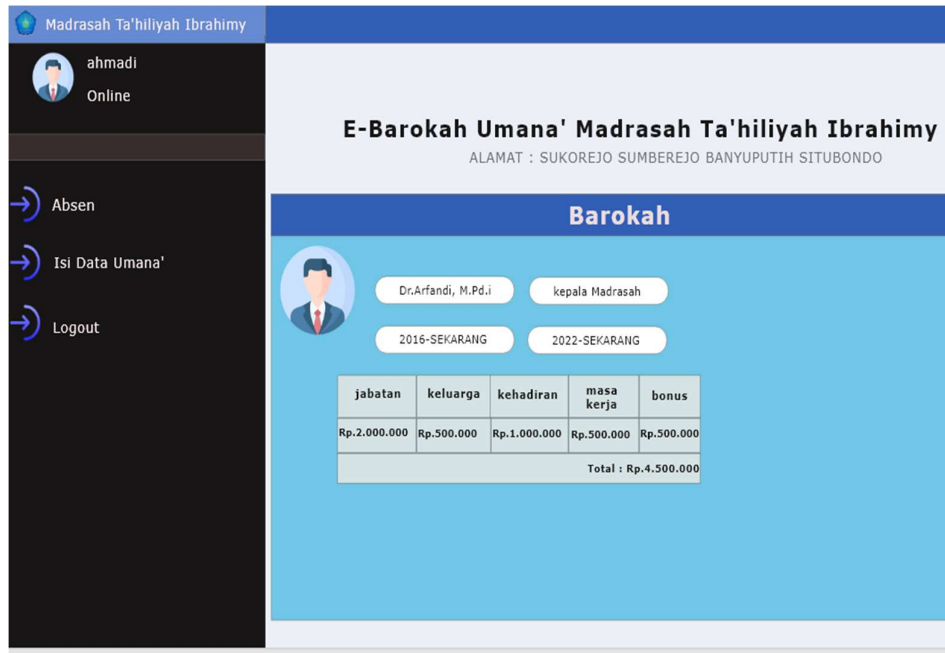 Madrasah Ta'hiliyah Ibrahimy
ahmadi
Online
Absen
Isi Data Umana'
Logout
E-Barokah Umana' Madrasah Ta'hiliyah Ibrahimy
ALAMAT : SUKOREJO SUMBEREJO BANYUPUTIH SITUBONDO
Barokah
Dr.Arfandi, M.Pd.i kepala Madrasah
2016-SEKARANG 2022-SEKARANG
jabatan keluarga kehadiran masa kerja bonus
Rp.2.000.000 Rp.500.000 Rp.1.000.000 Rp.500.000 Rp.500.000
Total : Rp.4.500.000